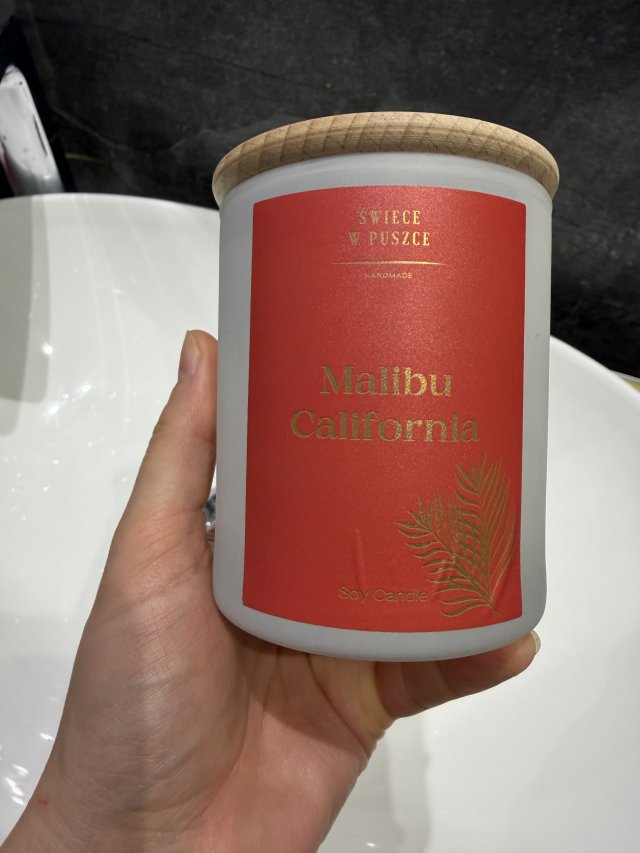 ŚWIECE
W PUSZCE
HANDMADE
Malibu
California
Soy Candle